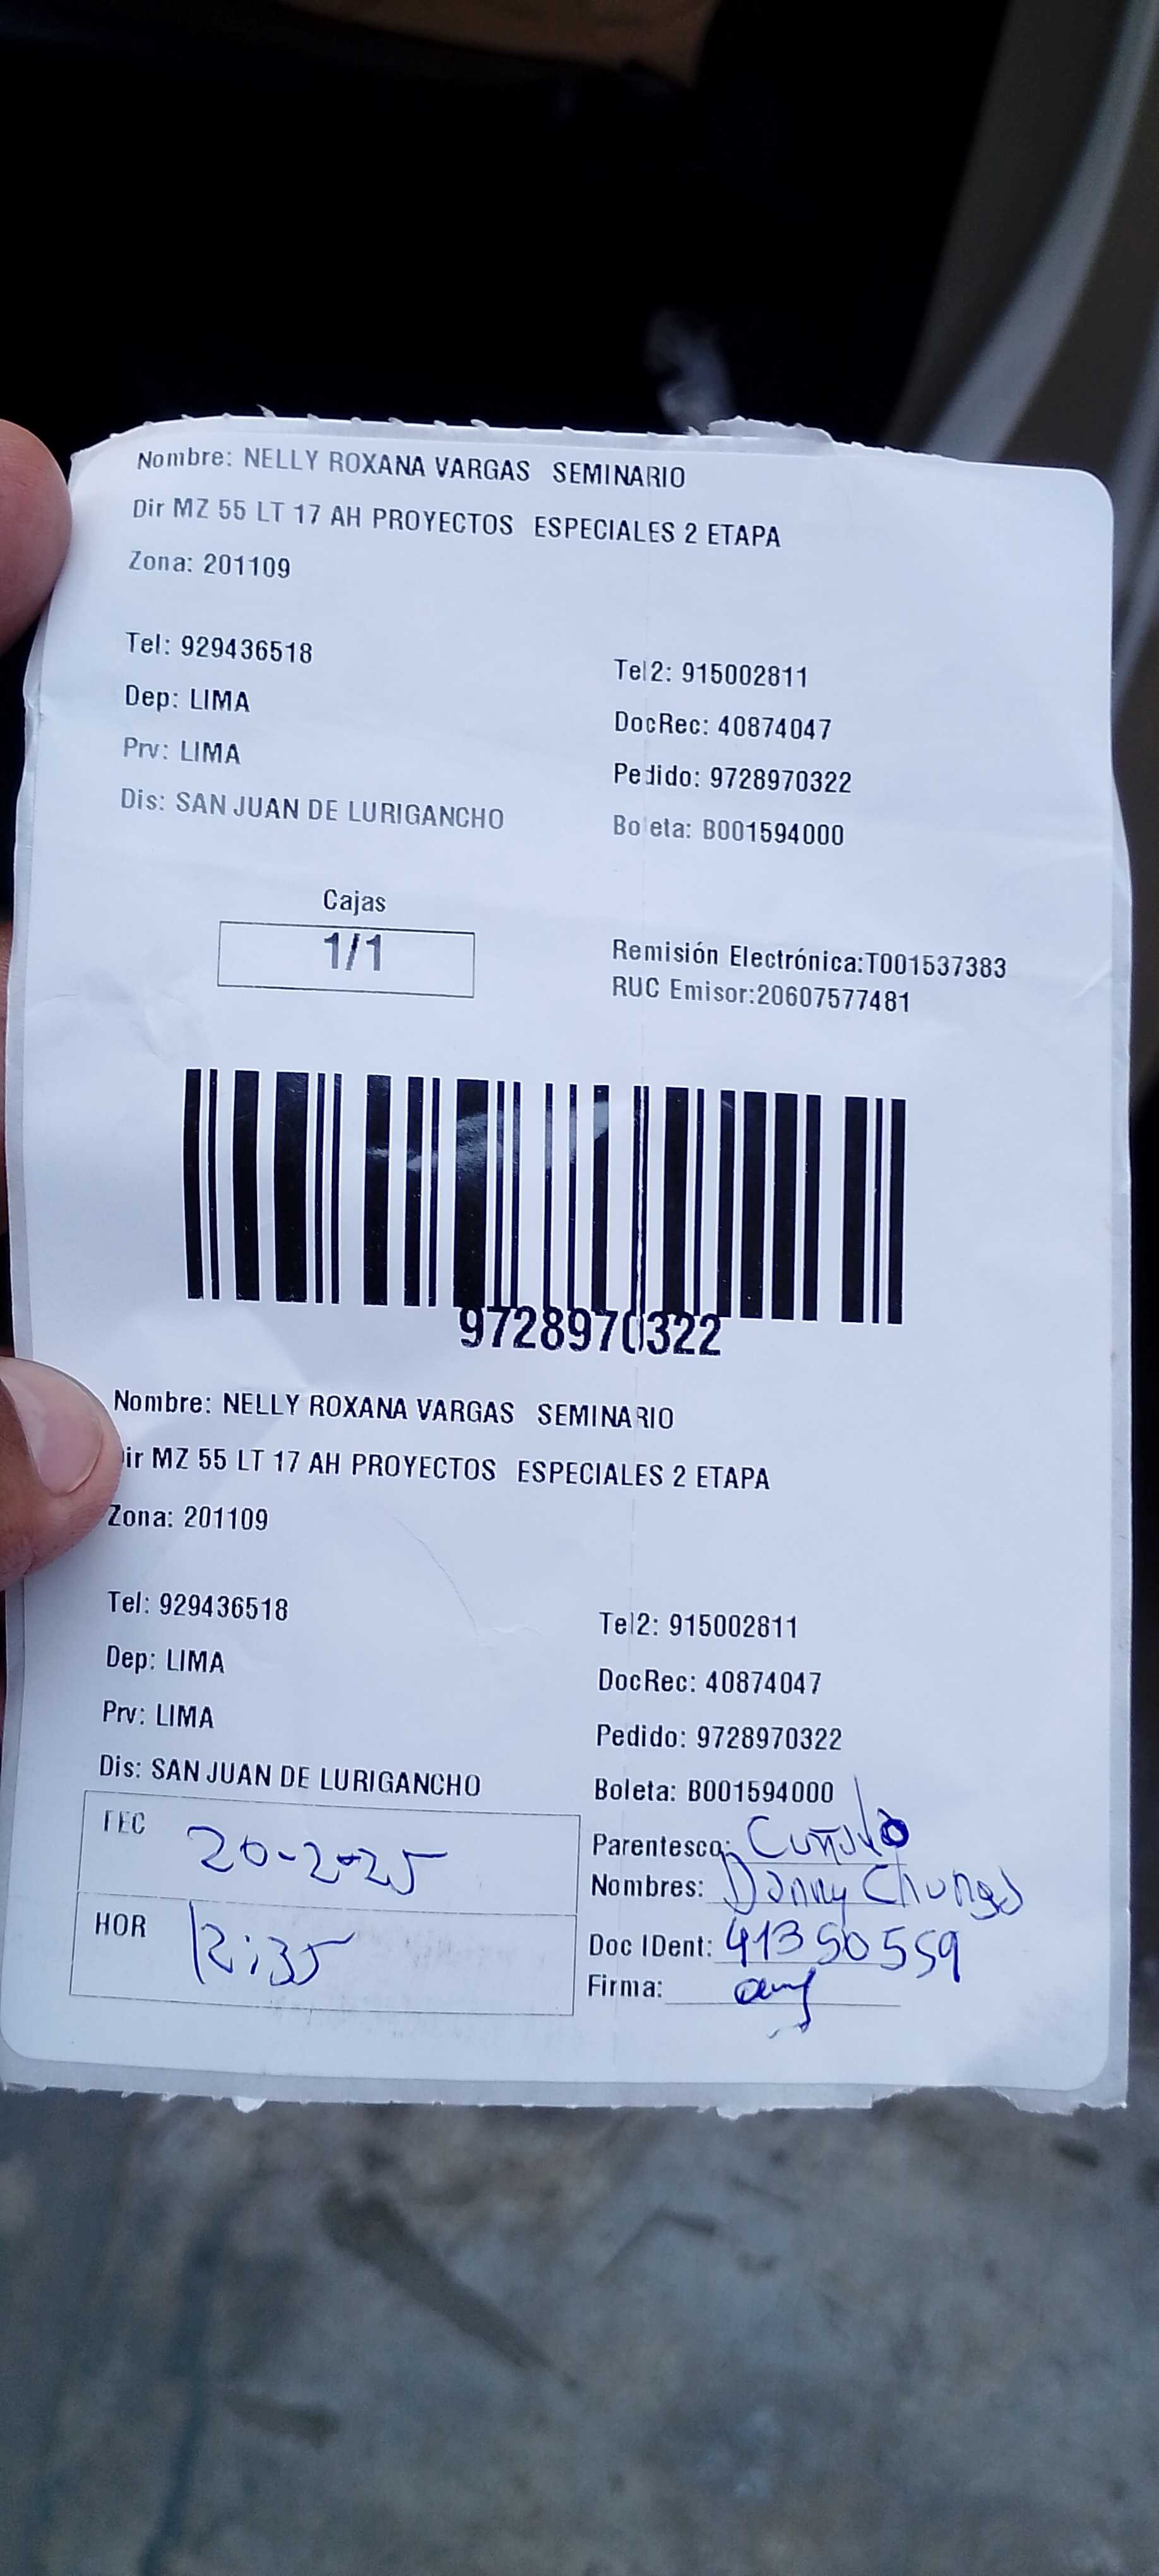 Nombre: NELLY ROXANA VARGAS SEMINARIO
Dir MZ 55 LT 17 AH PROYECTOS ESPECIALES 2 ETAPA
Zona: 201109
Tel: 929436518 Tel2: 915002811
Dep: LIMA DocRec: 40874047
Prv: LIMA Pedido: 9728970322
Dis: SAN JUAN DE LURIGANCHO Boleta: B001594000
Cajas
1/1
Remisión Electrónica:T001537383
RUC Emisor:20607577481
9728970322
Nombre: NELLY ROXANA VARGAS SEMINARIO
Dir MZ 55 LT 17 AH PROYECTOS ESPECIALES 2 ETAPA
Zona: 201109
Tel: 929436518 Tel2: 915002811
Dep: LIMA DocRec: 40874047
Prv: LIMA Pedido: 9728970322
Dis: SAN JUAN DE LURIGANCHO Boleta: B001594000
FEC 20-2-25
Parentesco: Cuñado
Nombres: Danny
HOR 12:35
Doc IDent: 41350559
Firma: